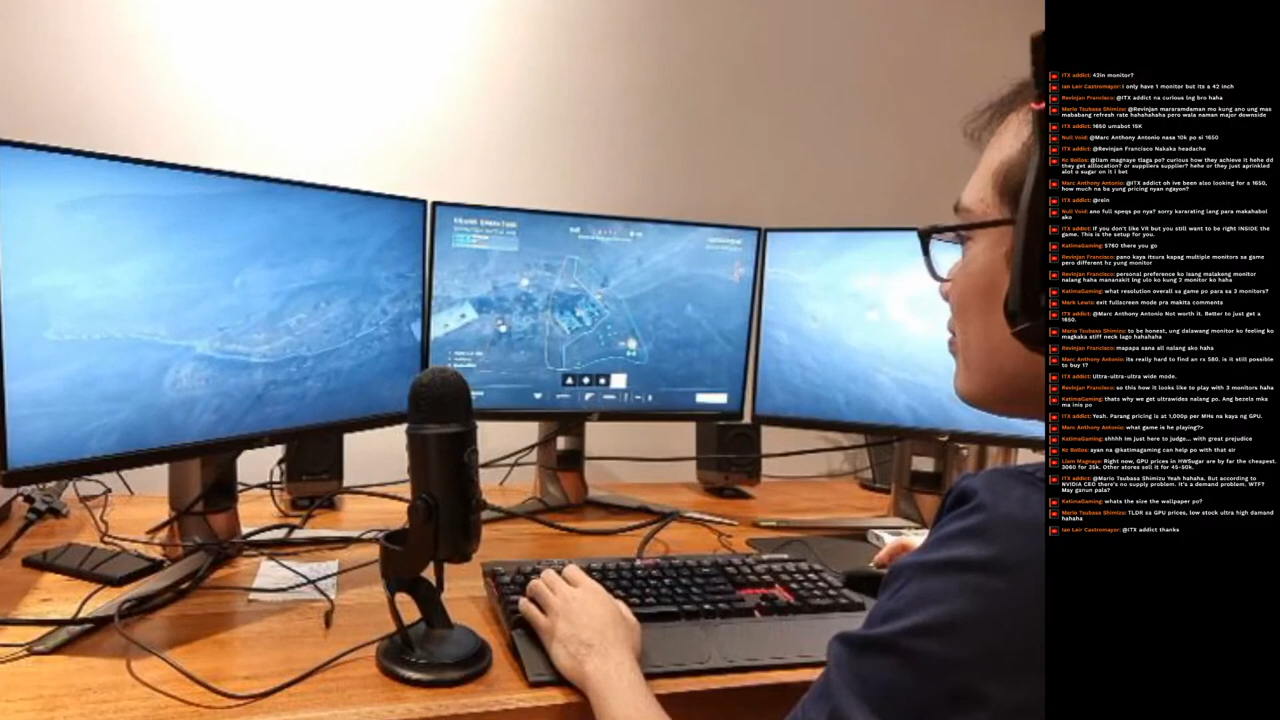 ITX addict: 42in monitor?
Ian Leir Castromayor: I only have 1 monitor but its a 42 inch
Revinjan Francisco: @ITX addict na curious lng bro haha
Mario Tsubasa Shimizu: @Revinjan mararamdaman mo kung ano ung mas
mababang refresh rate hahahahaha pero wala naman major downside
ITX addict: 1650 umabot 15K
Null Void: @Marc Anthony Antonio nasa 10k po si 1650
ITX addict: @Revinjan Francisco Nakaka headache
Kc Bollos: @liam magnaye tlaga po? curious how they achieve it hehe dd
they get alllocation? or suppliers supplier? hehe or they just aprinkled
alot o sugar on it i bet
Marc Anthony Antonio: @ITX addict oh ive been also looking for a 1650,
how much na ba yung pricing nyan ngayon?
ITX addict: @rein
Null Void: ano full speqs po nya? sorry kararating lang para makahabol
ako
ITX addict: If you don't like VR but you still want to be right INSIDE the
game. This is the setup for you.
KatimaGaming: 5760 there you go
Revinjan Francisco: pano kaya itsura kapag multiple monitors sa game
pero different hz yung monitor
Revinjan Francisco: personal preference ko isang malakeng monitor
nalang haha mananakit lng ulo ko kung 2 monitor ko haha
KatimaGaming: what resolution overall sa game po para sa 3 monitors?
Mark Lewis: exit fullscreen mode pra makita comments
ITX addict: @Marc Anthony Antonio Not worth it. Better to just get a
1650.
Mario Tsubasa Shimizu: to be honest, ung dalawang monitor ko feeling ko
magkaka stiff neck lago hahahaha
Revinjan Francisco: mapapa sana all nalang ako haha
Marc Anthony Antonio: its really hard to find an rx 580. is it still possible
to buy 1?
ITX addict: Ultra-ultra-ultra wide mode.
Revinjan Francisco: so this how it looks like to play with 3 monitors haha
KatimaGaming: thats why we get ultrawides nalang po. Ang bezels mka
ma inis po
ITX addict: Yeah. Parang pricing is at 1,000p per MHs na kaya ng GPU.
Marc Anthony Antonio: what game is he playing?>
KatimaGaming: shhhh Im just here to judge... with great prejudice
Kc Bollos: ayan na @katimagaming can help po with that sir
Liam Magnaye: Right now, GPU prices in HWSugar are by far the cheapest.
3060 for 35k. Other stores sell it for 45-50k.
ITX addict: @Mario Tsubasa Shimizu Yeah hahaha. But according to
NVIDIA CEO there's no supply problem. It's a demand problem. WTF?
May ganun pala?
KatimaGaming: whats the size the wallpaper po?
Mario Tsubasa Shimizu: TLDR sa GPU prices, low stock ultra high damand
hahaha
Ian Leir Castromayor: @ITX addict thanks